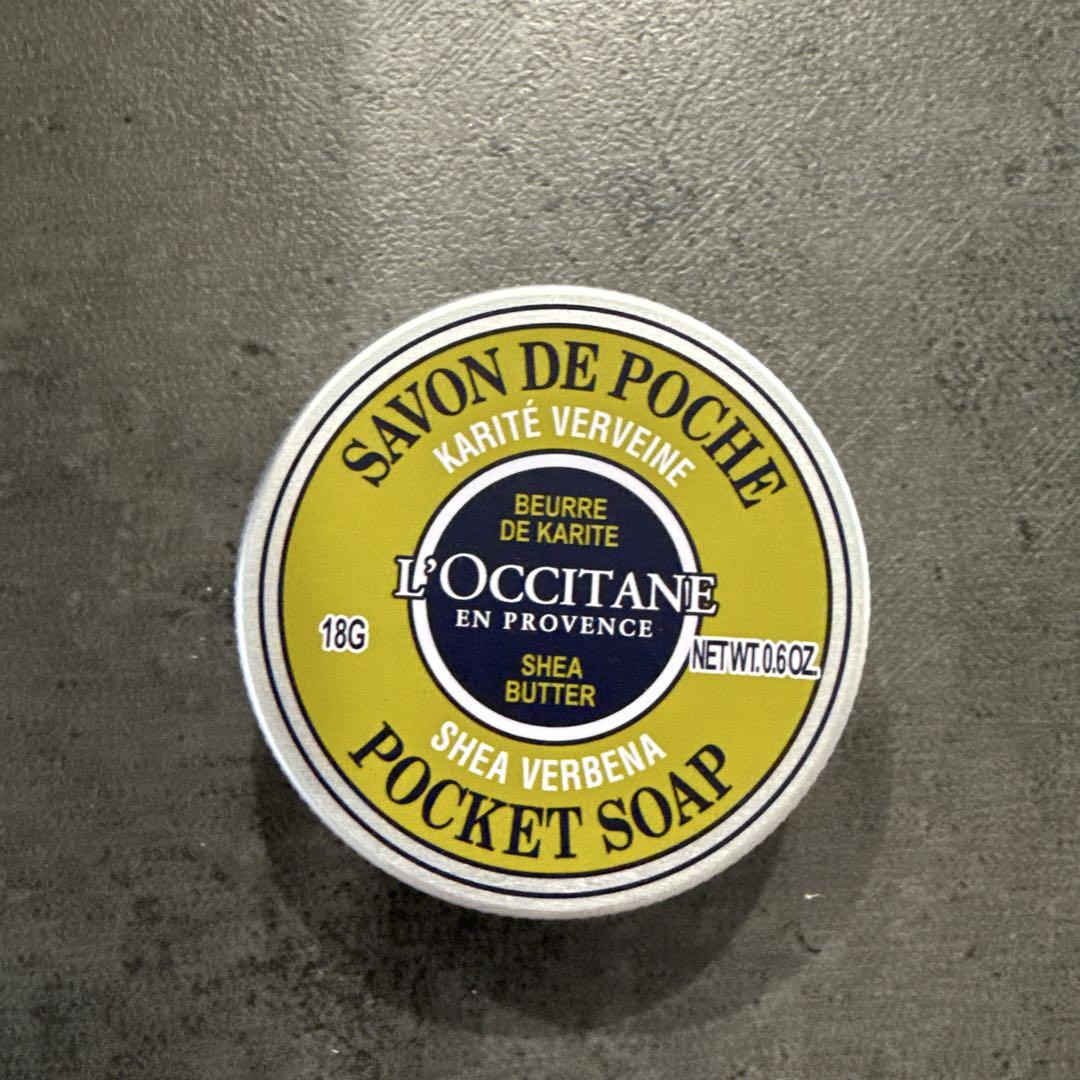 SAVON DE POCHE
KARITÉ VERVEINE
BEURRE
DE KARITE
L'OCCITANE
EN PROVENCE
18G
NET WT. 0.6 OZ.
SHEA
BUTTER
SHEA VERBENA
POCKET SOAP